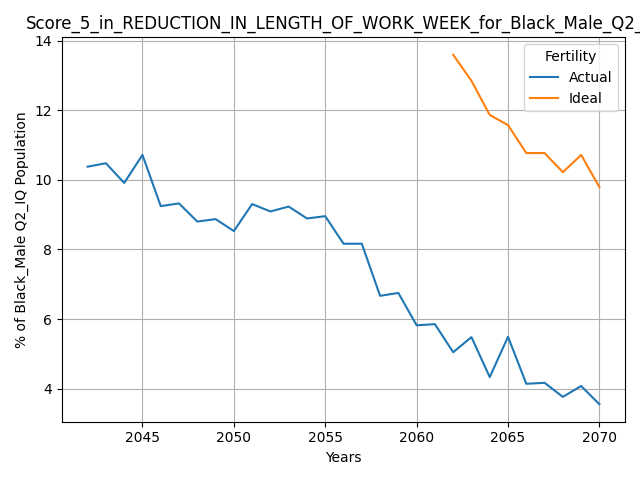 Score_5_in_REDUCTION_IN_LENGTH_OF_WORK_WEEK_for_Black_Male_Q2_
14
12
10
8
6
4
% of Black_Male Q2_IQ Population
Fertility
Actual
Ideal
2045
2050
2055
2060
2065
2070
Years